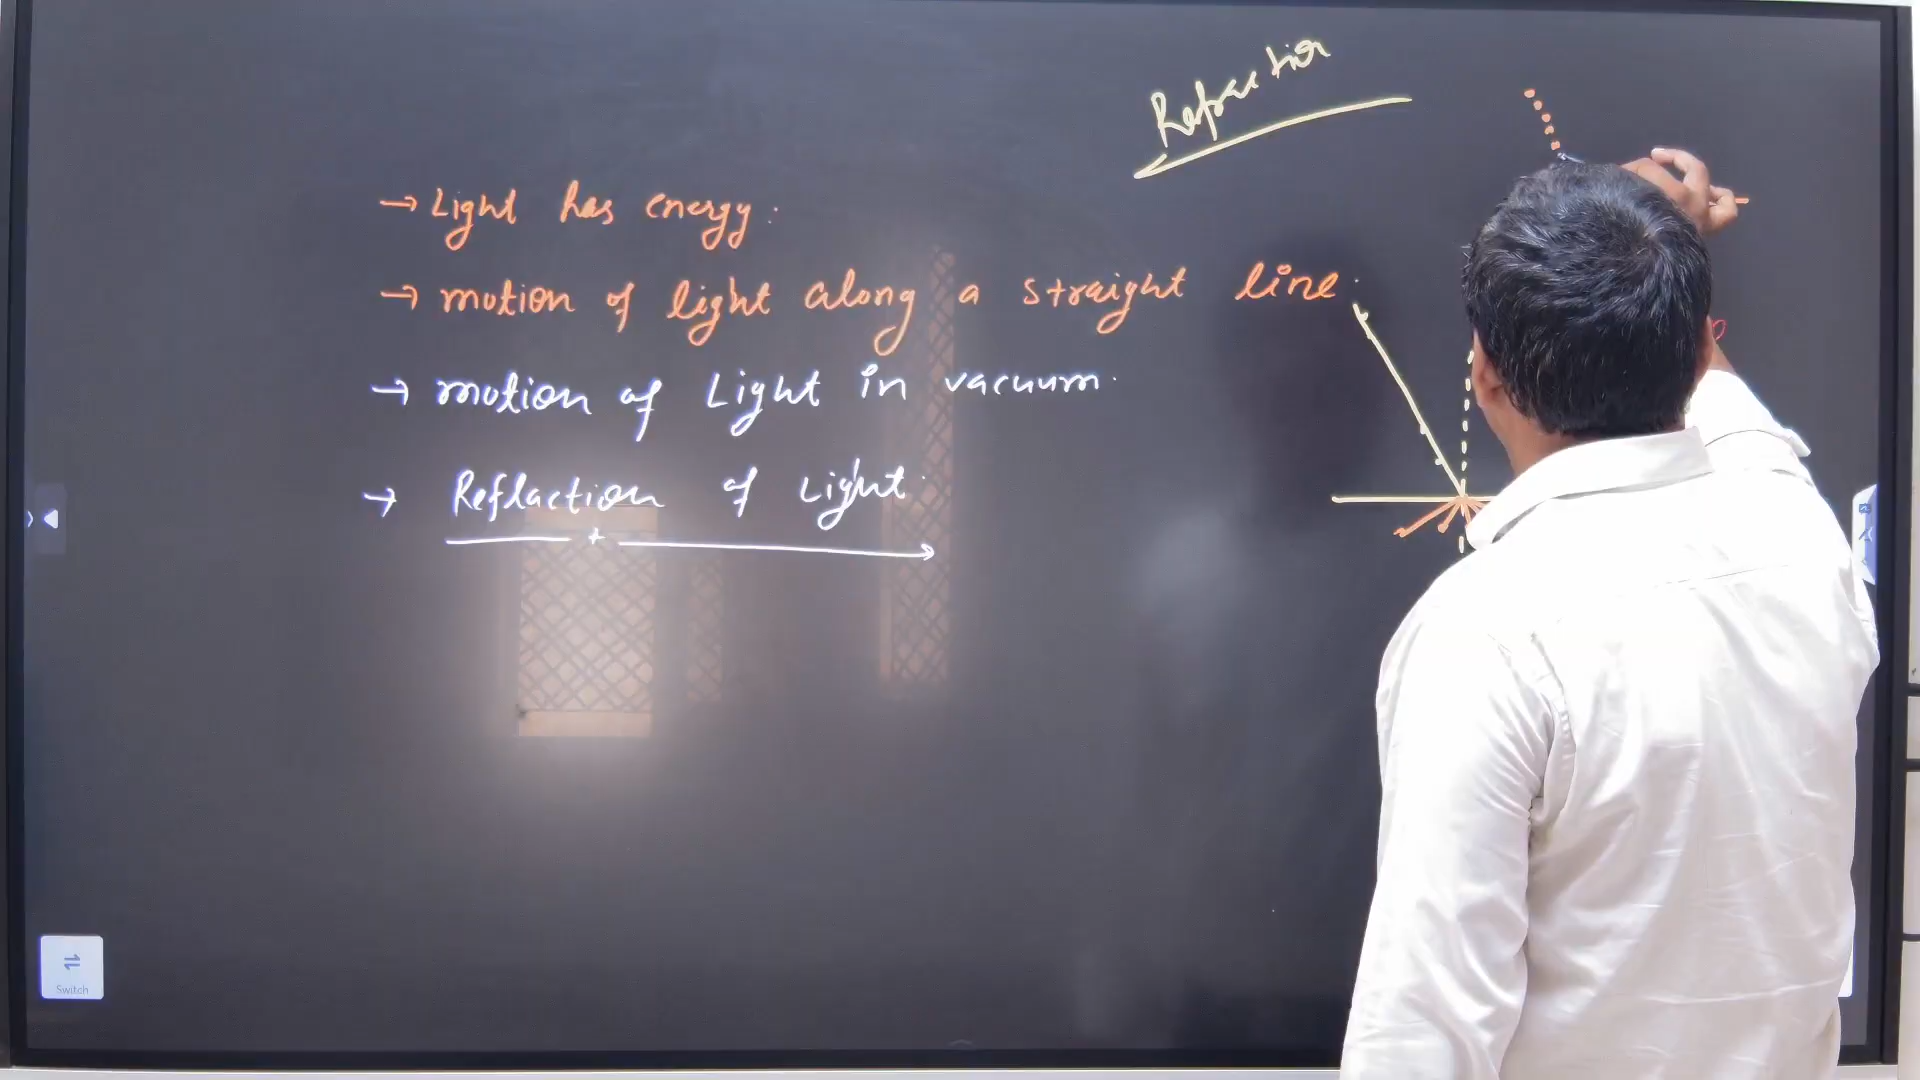 Refraction
→ Light has energy.
→ motion of light along a straight line.
→ motion of Light in vacuum.
→ Reflaction of Light.
Switch